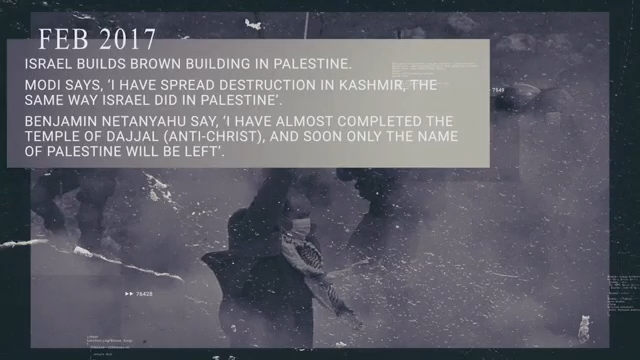 FEB 2017
ISRAEL BUILDS BROWN BUILDING IN PALESTINE.
MODI SAYS, 'I HAVE SPREAD DESTRUCTION IN KASHMIR, THE
SAME WAY ISRAEL DID IN PALESTINE'.
BENJAMIN NETANYAHU SAY, 'I HAVE ALMOST COMPLETED THE
TEMPLE OF DAJJAL (ANTI-CHRIST), AND SOON ONLY THE NAME
OF PALESTINE WILL BE LEFT'.
7949
76428